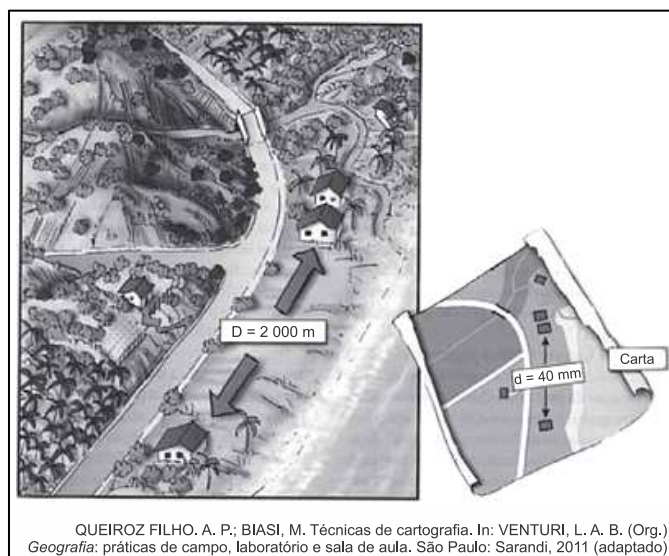 D = 2 000 m
Carta
d = 40 mm
QUEIROZ FILHO. A. P.; BIASI, M. Técnicas de cartografia. In: VENTURI, L. A. B. (Org.)
Geografia: práticas de campo, laboratório e sala de aula. São Paulo: Sarandi, 2011 (adaptado)